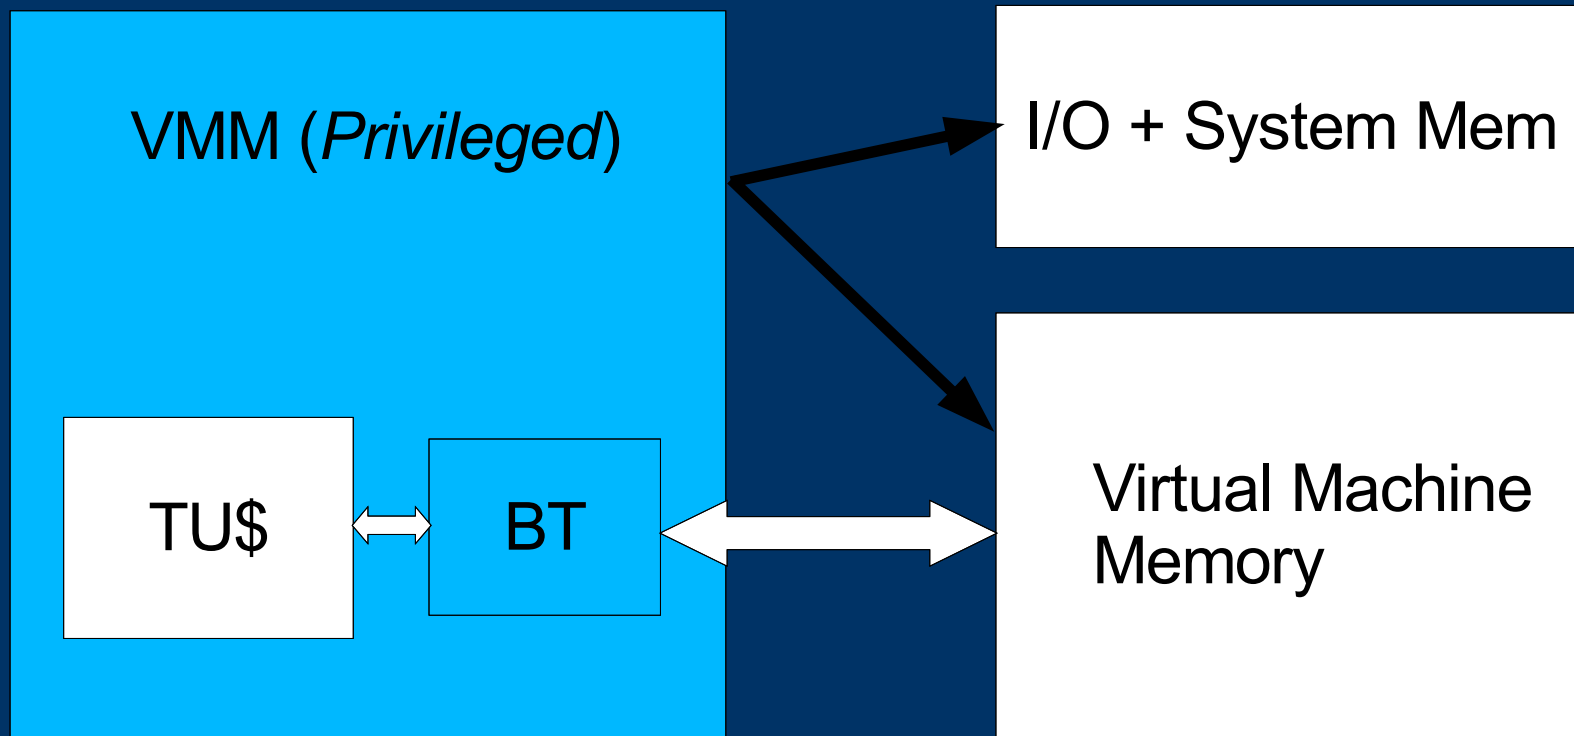 VMM (Privileged)
I/O + System Mem
TU$
BT
Virtual Machine
Memory